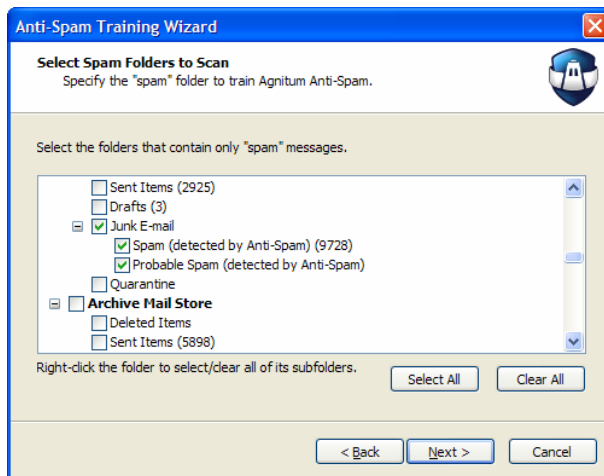 Anti-Spam Training Wizard
Select Spam Folders to Scan
Specify the "spam" folder to train Agnitum Anti-Spam.
Select the folders that contain only "spam" messages.
Sent Items (2925)
Drafts (3)
Junk E-mail
Spam (detected by Anti-Spam) (9728)
Probable Spam (detected by Anti-Spam)
Quarantine
Archive Mail Store
Deleted Items
Sent Items (5898)
Right-click the folder to select/clear all of its subfolders.
Select All
Clear All
< Back
Next >
Cancel